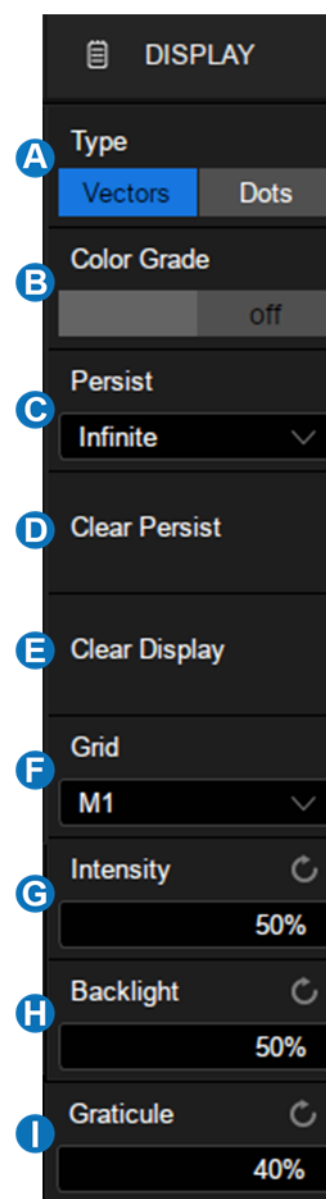 DISPLAY
A
Type
Vectors Dots
B
Color Grade
off
C
Persist
Infinite
D
Clear Persist
E
Clear Display
F
Grid
M1
G
Intensity
50%
H
Backlight
50%
I
Graticule
40%